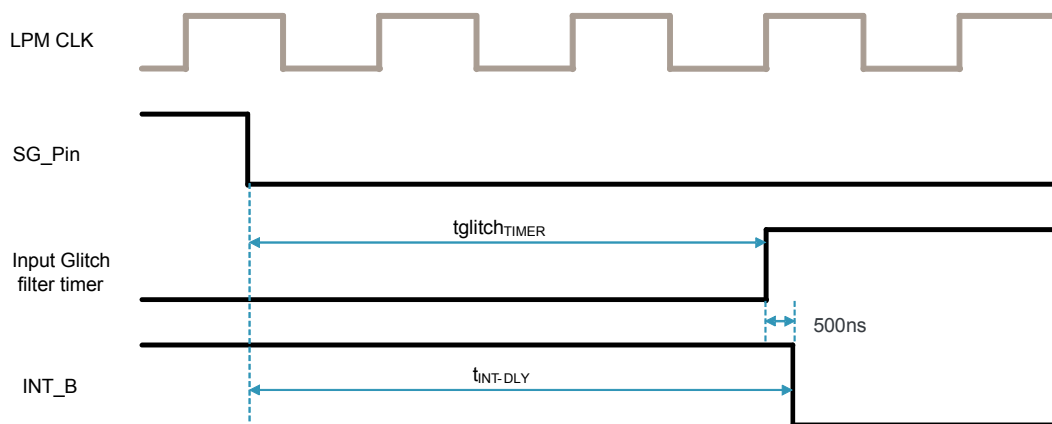 LPM CLK
SG_Pin
tglitchTIMER
Input Glitch
filter timer
500ns
tINT-DLY
INT_B